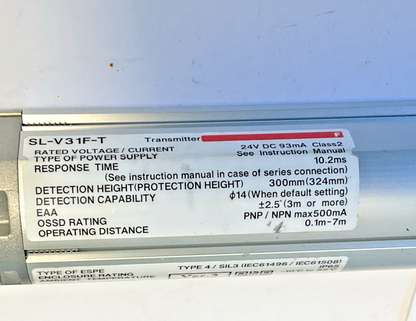 SL-V31F-T Transmitter F
RATED VOLTAGE / CURRENT 24V DC 93mA Class2
TYPE OF POWER SUPPLY See Instruction Manual
RESPONSE TIME 10.2ms
(See instruction manual in case of series connection)
DETECTION HEIGHT(PROTECTION HEIGHT) 300mm(324mm)
DETECTION CAPABILITY ϕ14(When default setting)
EAA ±2.5°(3m or more)
OSSD RATING PNP / NPN max500mA
OPERATING DISTANCE 0.1m-7m
TYPE OF ESPE TYPE 4 / SIL3 (IEC61496 / IEC61508)
ENCLOSURE RATING IP65
AMBIENT TEMPERATURE